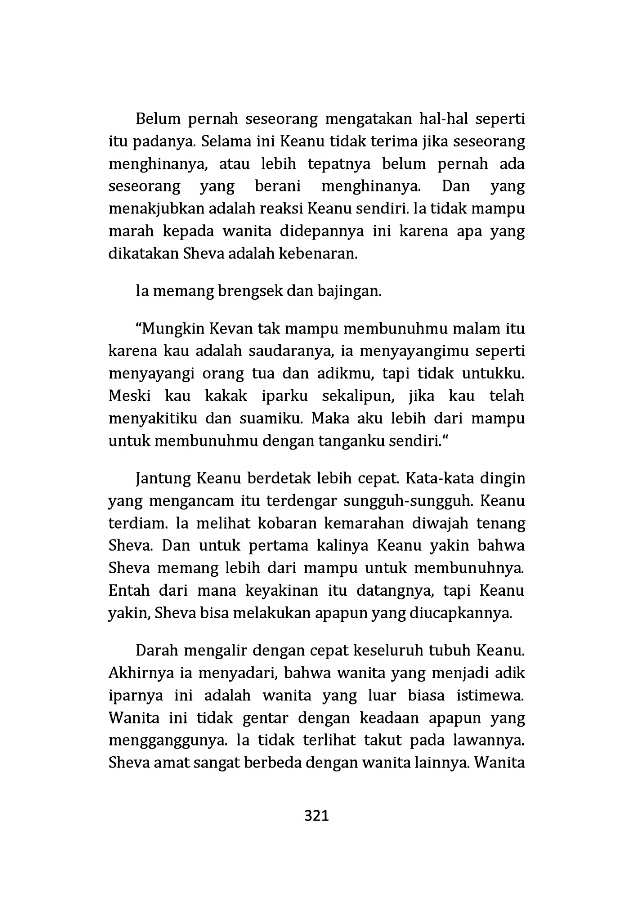 Belum pernah seseorang mengatakan hal-hal seperti
itu padanya. Selama ini Keanu tidak terima jika seseorang
menghinanya, atau lebih tepatnya belum pernah ada
seseorang yang berani menghinanya. Dan yang
menakjubkan adalah reaksi Keanu sendiri. Ia tidak mampu
marah kepada wanita didepannya ini karena apa yang
dikatakan Sheva adalah kebenaran.
Ia memang brengsek dan bajingan.
“Mungkin Kevan tak mampu membunuhmu malam itu
karena kau adalah saudaranya, ia menyayangimu seperti
menyayangi orang tua dan adikmu, tapi tidak untukku.
Meski kau kakak iparku sekalipun, jika kau telah
menyakitiku dan suamiku. Maka aku lebih dari mampu
untuk membunuhmu dengan tanganku sendiri.“
Jantung Keanu berdetak lebih cepat. Kata-kata dingin
yang mengancam itu terdengar sungguh-sungguh. Keanu
terdiam. Ia melihat kobaran kemarahan diwajah tenang
Sheva. Dan untuk pertama kalinya Keanu yakin bahwa
Sheva memang lebih dari mampu untuk membunuhnya.
Entah dari mana keyakinan itu datangnya, tapi Keanu
yakin, Sheva bisa melakukan apapun yang diucapkannya.
Darah mengalir dengan cepat keseluruh tubuh Keanu.
Akhirnya ia menyadari, bahwa wanita yang menjadi adik
iparnya ini adalah wanita yang luar biasa istimewa.
Wanita ini tidak gentar dengan keadaan apapun yang
mengganggunya. Ia tidak terlihat takut pada lawannya.
Sheva amat sangat berbeda dengan wanita lainnya. Wanita
321